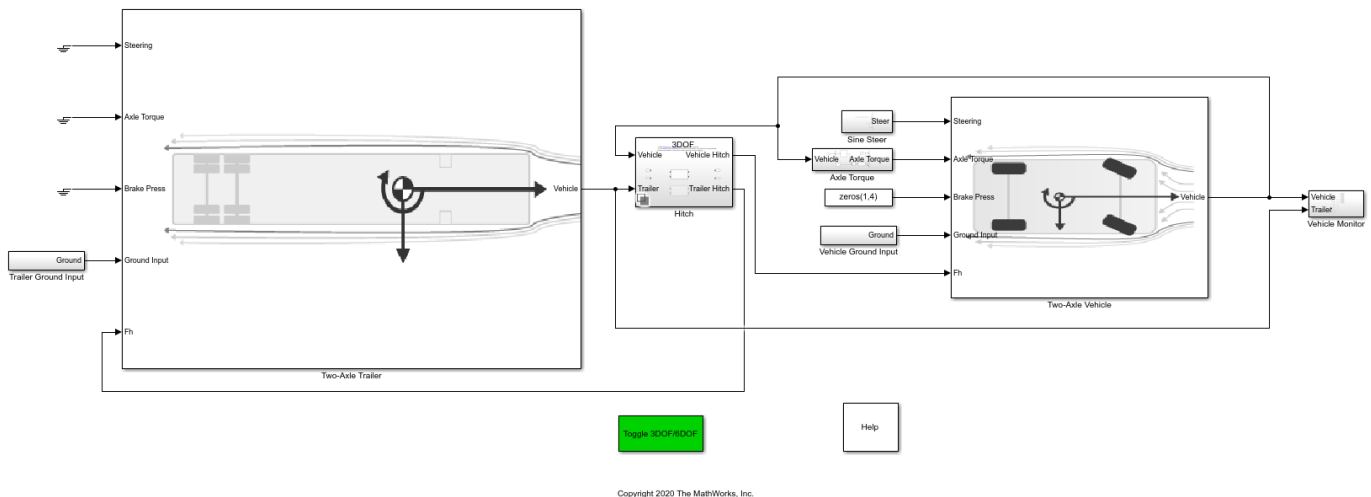 Steering
Axle Torque
Brake Press
Ground Input
Fh
Vehicle
Two-Axle Trailer
Ground
Trailer Ground Input
3DOF
Vehicle
Vehicle Hitch
Trailer
Trailer Hitch
Hitch
Steer
Sine Steer
Vehicle
Axle Torque
Axle Torque
zeros(1,4)
Ground
Vehicle Ground Input
Steering
Axle Torque
Brake Press
Ground Input
Fh
Vehicle
Two-Axle Vehicle
Vehicle
Trailer
Vehicle Monitor
Toggle 3DOF/6DOF
Help
Copyright 2020 The MathWorks, Inc.